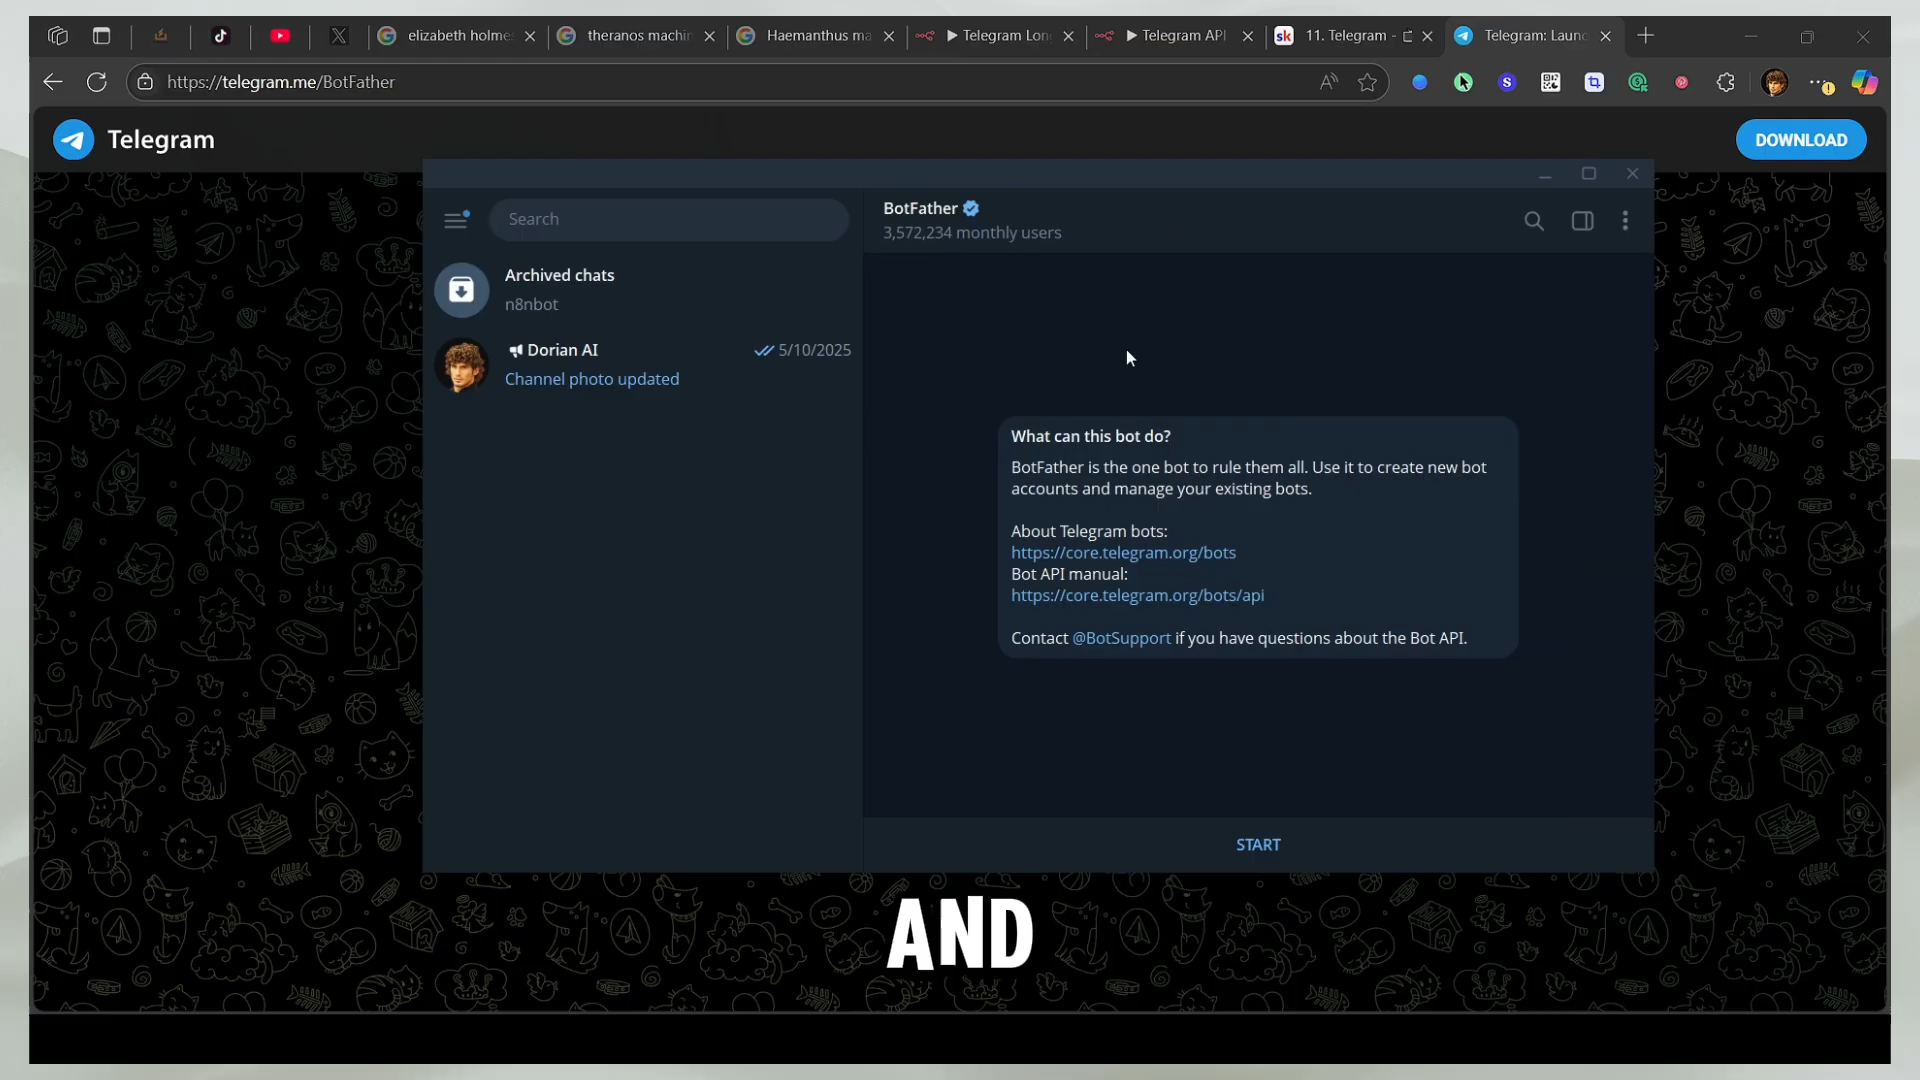 elizabeth holme
theranos machin
Haemanthus ma
▶ Telegram Lon
▶ Telegram API
sk
11. Telegram -
Telegram: Launc
https://telegram.me/BotFather
Telegram
DOWNLOAD
Search
BotFather
3,572,234 monthly users
Archived chats
n8nbot
Dorian AI
5/10/2025
Channel photo updated
What can this bot do?
BotFather is the one bot to rule them all. Use it to create new bot
accounts and manage your existing bots.
About Telegram bots:
https://core.telegram.org/bots
Bot API manual:
https://core.telegram.org/bots/api
Contact @BotSupport if you have questions about the Bot API.
START
AND